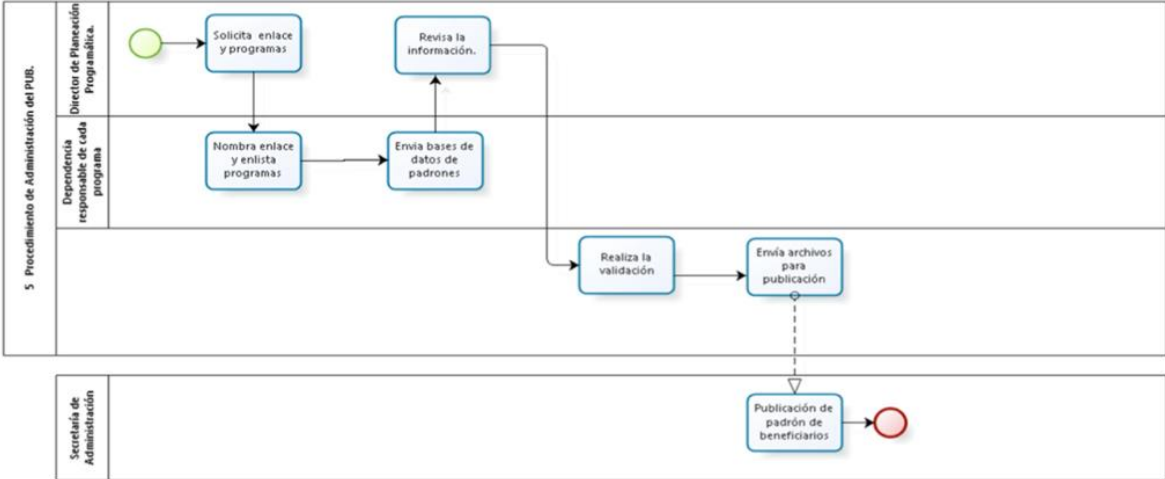 5 Procedimiento de Administración del PUB.
Director de Planeación
Programática.
Solicita enlace
y programas
Revisa la
información.
Dependencia
responsable de cada
programa
Nombra enlace
y enlista
programas
Envia bases de
datos de
padrones
Realiza la
validación
Envía archivos
para
publicación
Secretaría de
Administración
Publicación de
padrón de
beneficiarios